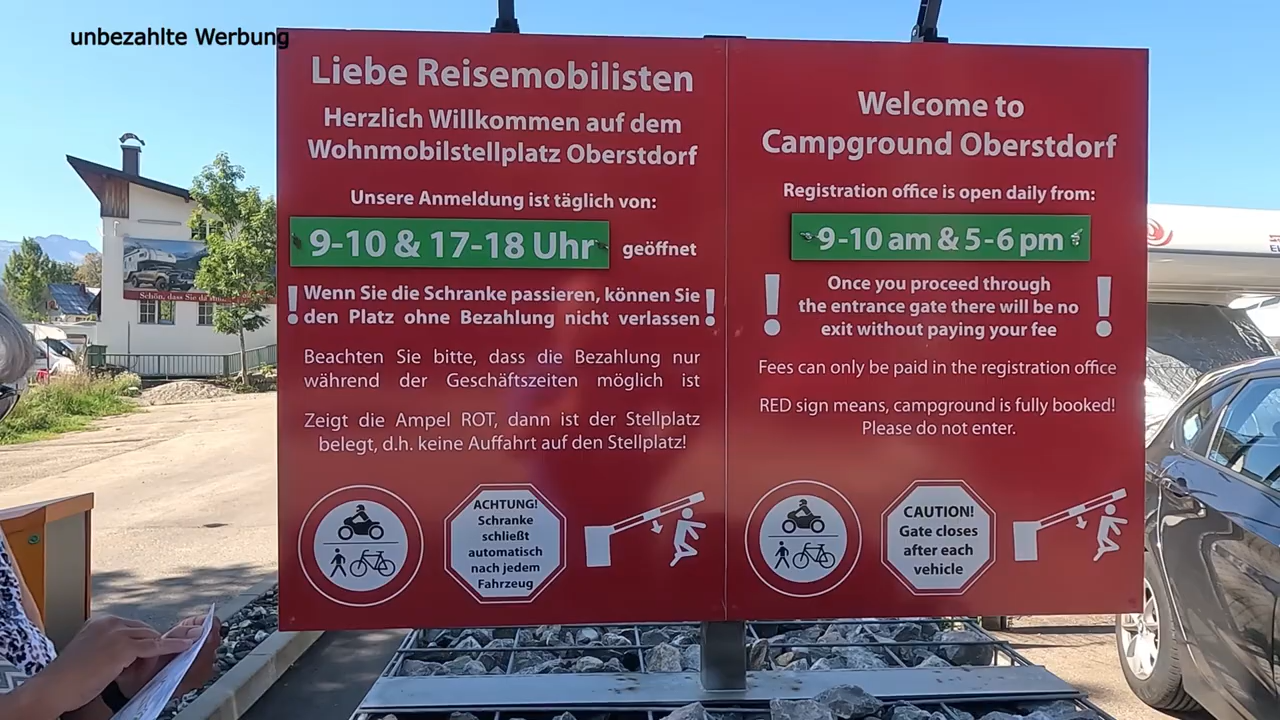 unbezahlte Werbung
Liebe Reisemobilisten
Herzlich Willkommen auf dem
Wohnmobilstellplatz Oberstdorf
Unsere Anmeldung ist täglich von:
9-10 & 17-18 Uhr geöffnet
! Wenn Sie die Schranke passieren, können Sie !
den Platz ohne Bezahlung nicht verlassen
Beachten Sie bitte, dass die Bezahlung nur
während der Geschäftszeiten möglich ist
Zeigt die Ampel ROT, dann ist der Stellplatz
belegt, d.h. keine Auffahrt auf den Stellplatz!
ACHTUNG!
Schranke
schließt
automatisch
nach jedem
Fahrzeug
Welcome to
Campground Oberstdorf
Registration office is open daily from:
9-10 am & 5-6 pm
! Once you proceed through !
the entrance gate there will be no
exit without paying your fee
Fees can only be paid in the registration office
RED sign means, campground is fully booked!
Please do not enter.
CAUTION!
Gate closes
after each
vehicle
Schön, dass Sie da